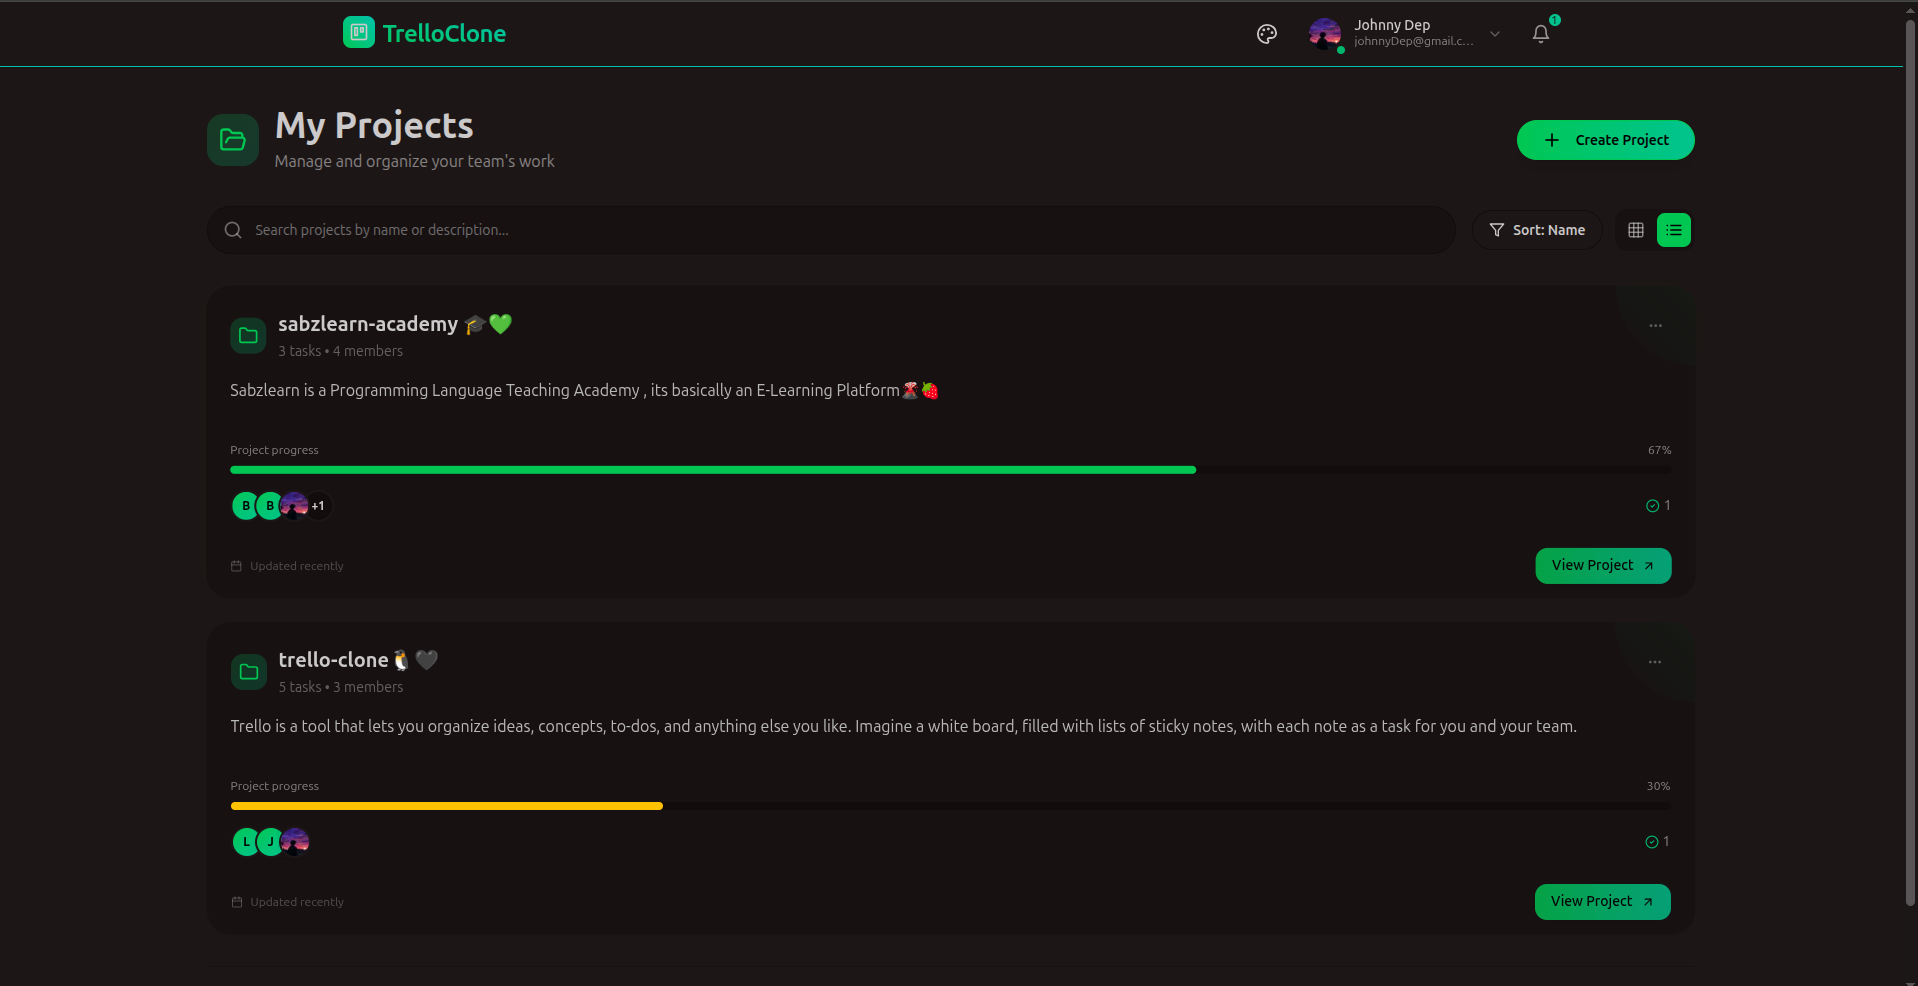 TrelloClone
Johnny Dep
johnnyDep@gmail.c...
1
My Projects
Manage and organize your team's work
Create Project
Search projects by name or description...
Sort: Name
sabzlearn-academy 🎓💚
3 tasks • 4 members
Sabzlearn is a Programming Language Teaching Academy , its basically an E-Learning Platform🌋🍓
Project progress
67%
B B +1
1
Updated recently
View Project
trello-clone🐧🖤
5 tasks • 3 members
Trello is a tool that lets you organize ideas, concepts, to-dos, and anything else you like. Imagine a white board, filled with lists of sticky notes, with each note as a task for you and your team.
Project progress
30%
L J
1
Updated recently
View Project